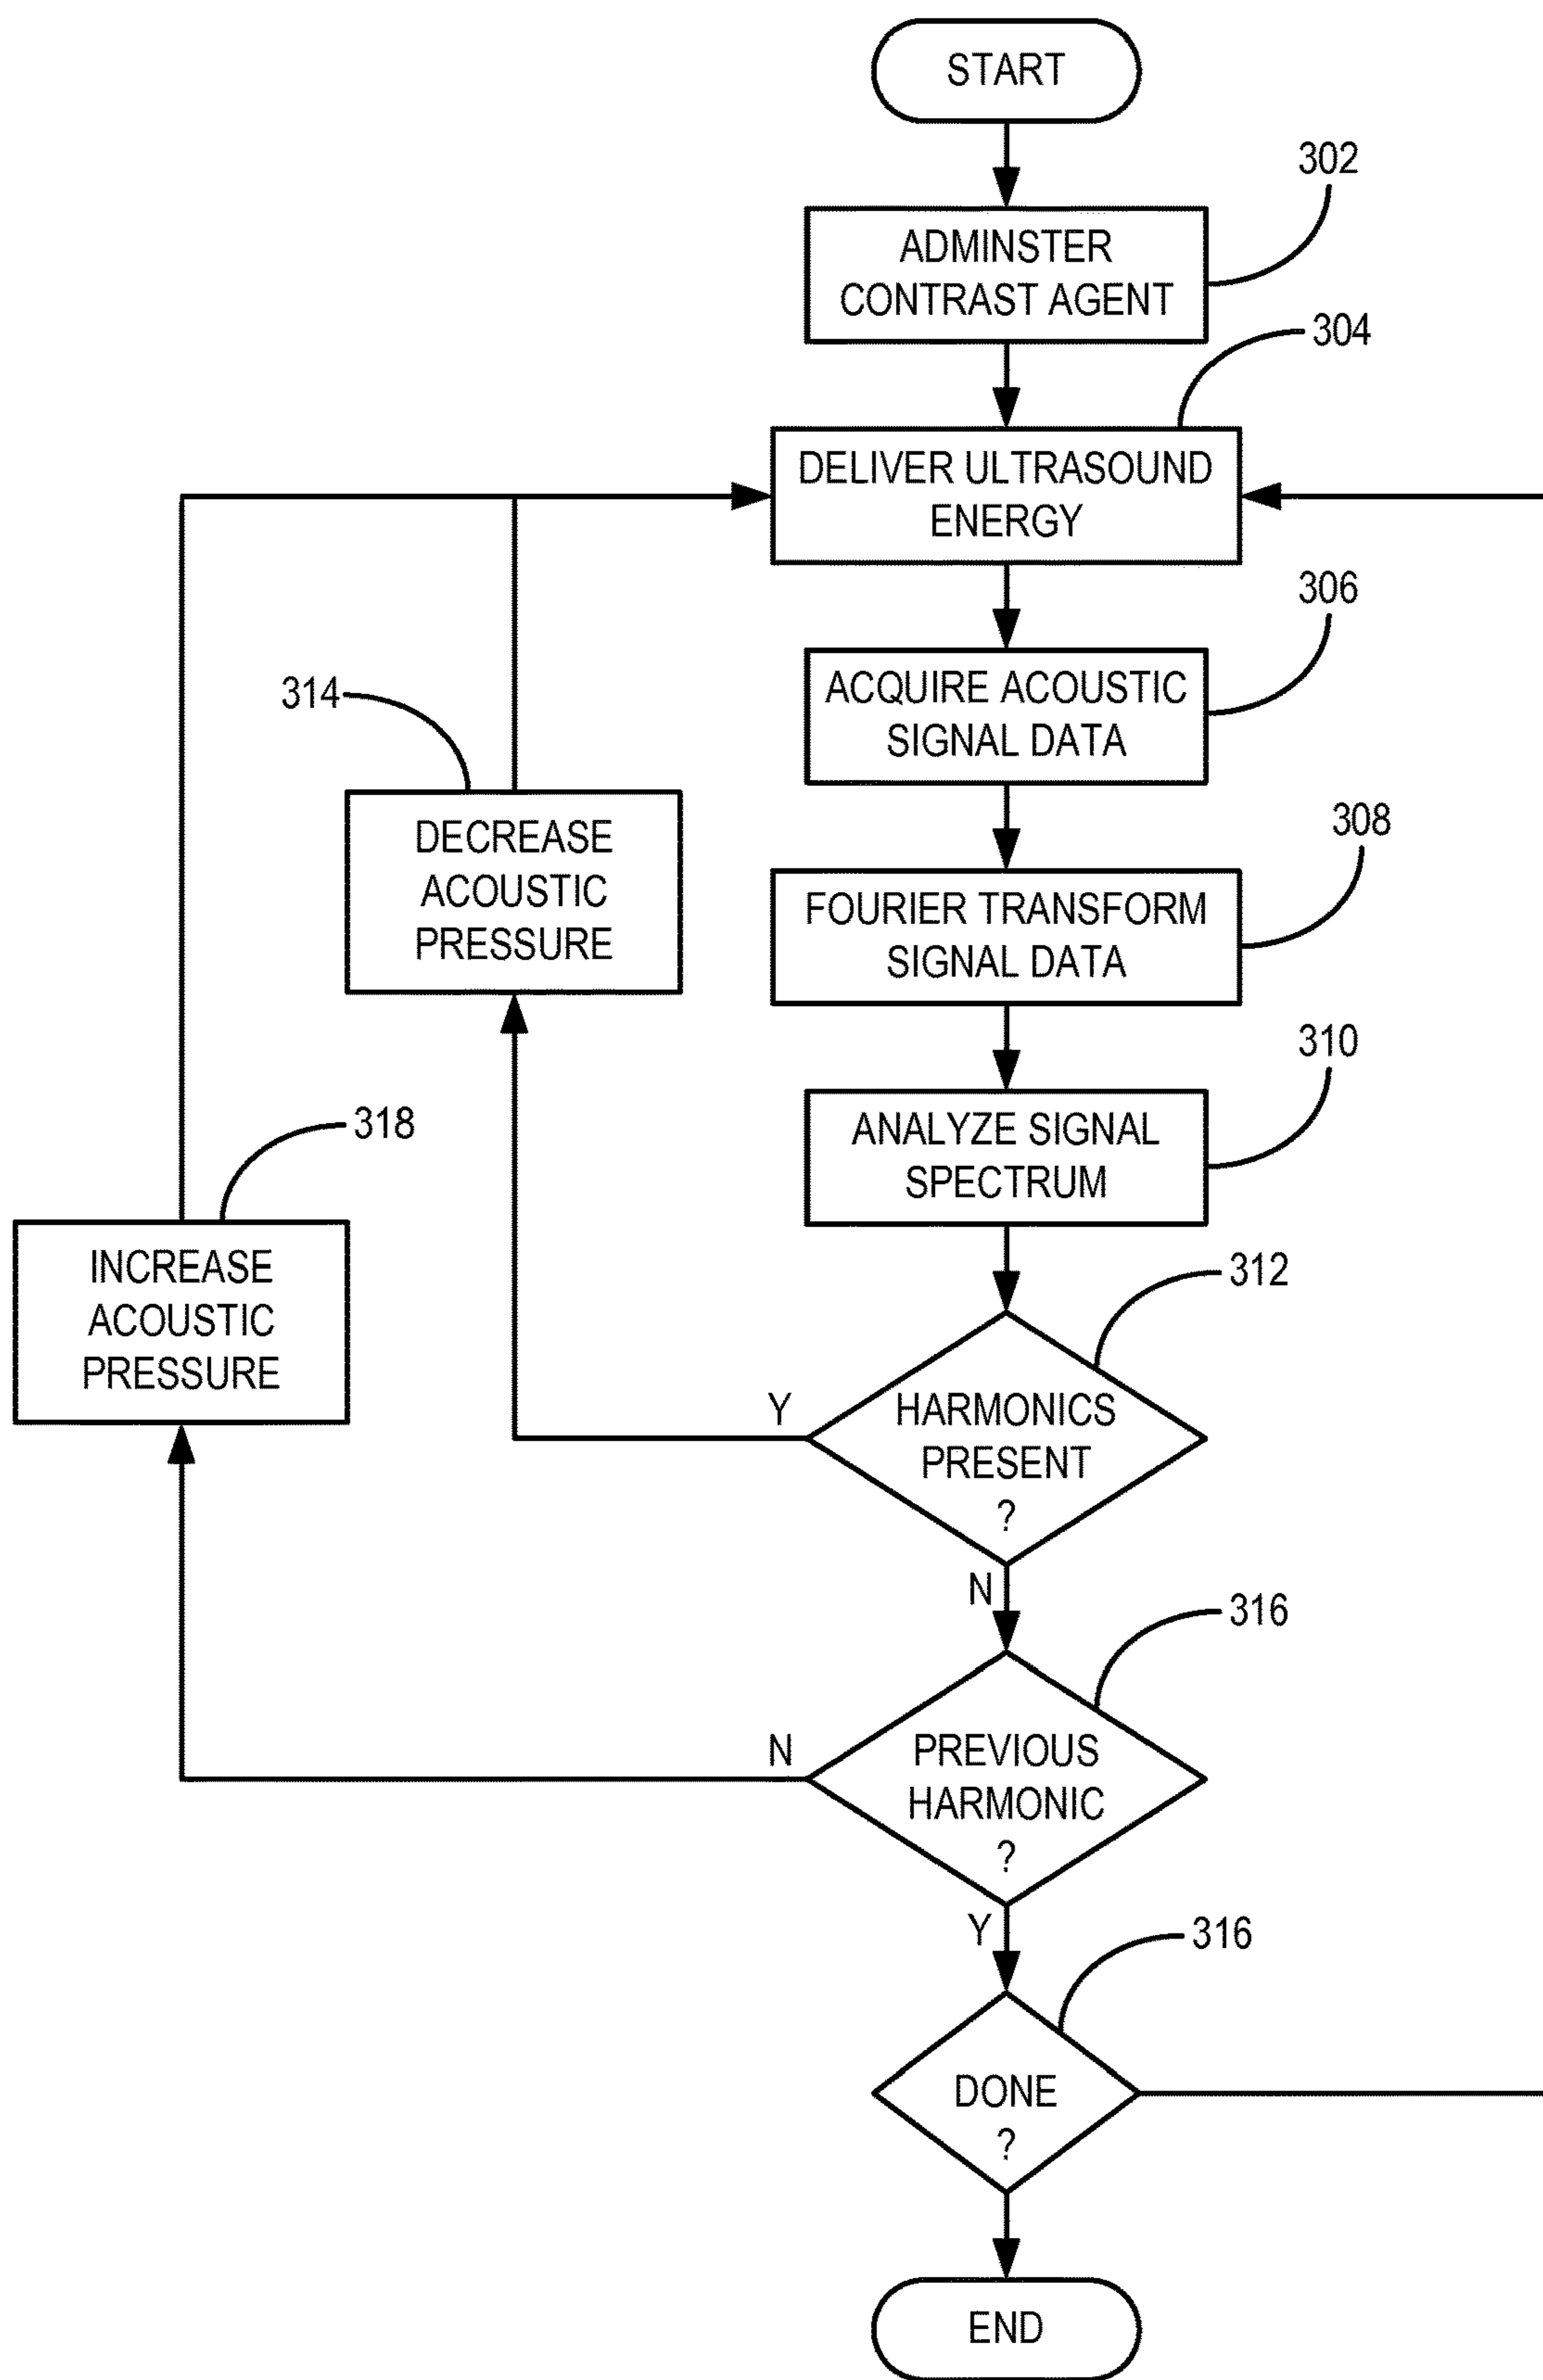 START
302
ADMINSTER
CONTRAST AGENT
304
DELIVER ULTRASOUND
ENERGY
306
ACQUIRE ACOUSTIC
SIGNAL DATA
314
DECREASE
ACOUSTIC
PRESSURE
308
FOURIER TRANSFORM
SIGNAL DATA
310
ANALYZE SIGNAL
SPECTRUM
318
INCREASE
ACOUSTIC
PRESSURE
312
Y
HARMONICS
PRESENT
?
N
316
N
PREVIOUS
HARMONIC
?
Y
316
DONE
?
END